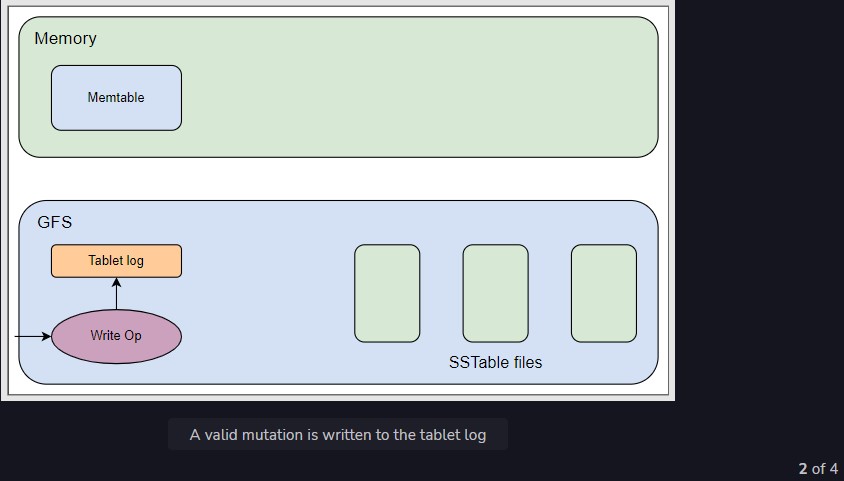 Memory
Memtable
GFS
Tablet log
Write Op
SSTable files
A valid mutation is written to the tablet log
2 of 4